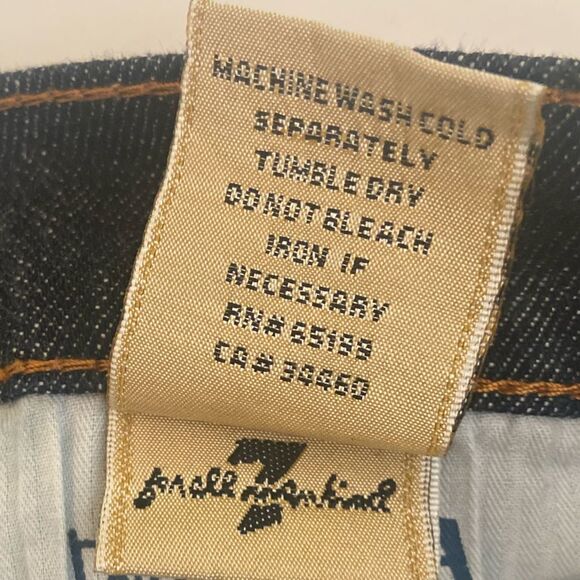 MACHINE WASH COLD
SEPARATELY
TUMBLE DRY
DO NOT BLEACH
IRON IF
NECESSARY
RN# 65199
CA# 34460
7
for all mankind